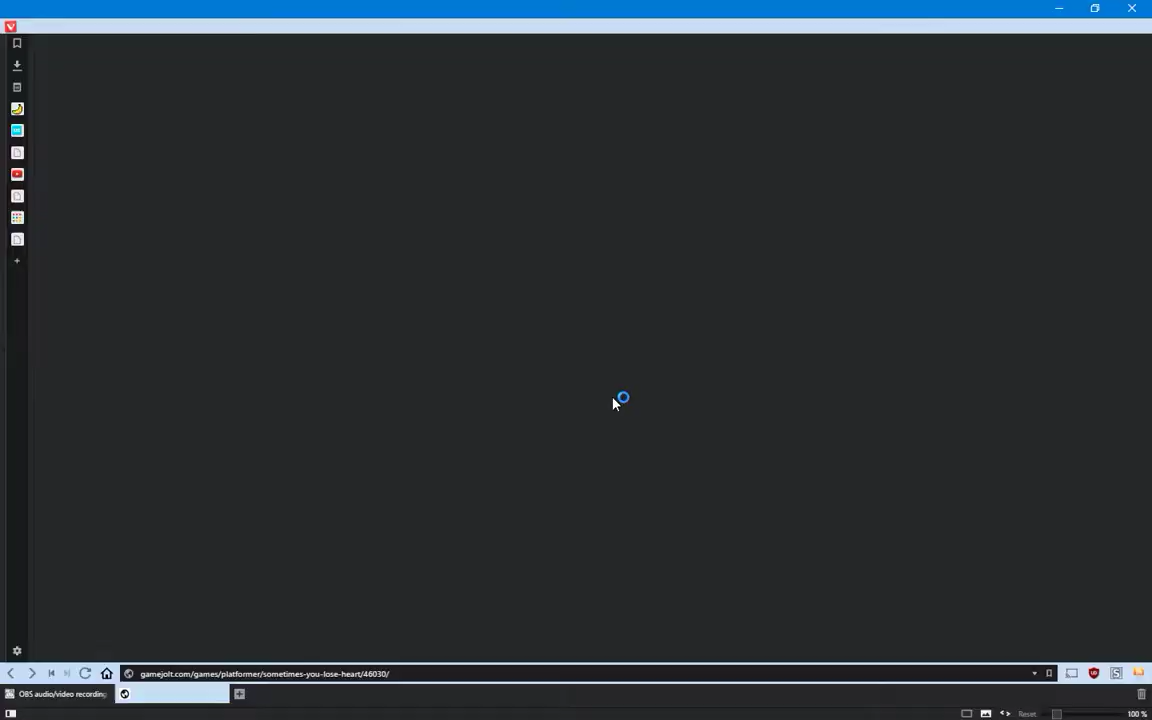 gamejolt.com/games/platformer/sometimes-you-lose-heart/46030/
OBS audio/video recording
Reset
100 %